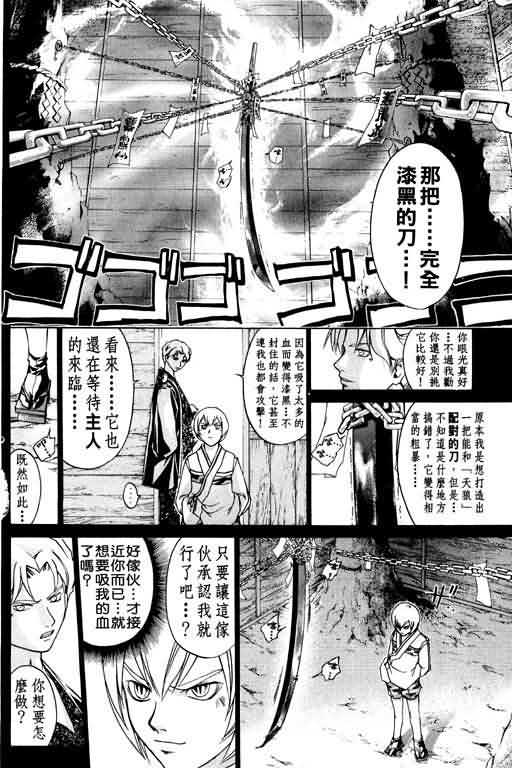 那把……完全
漆黑的刀…！
ゴゴゴゴゴゴ
你眼光真好
…不過我勸
你還是別挑
它比較好！
因為它吸了太多的
血而變得漆黑…不
封住的話，它甚至
連我也都會攻擊！
看來……它也
還在等待主人
的來臨……
原本我是想打造出
一把能和「天狼」
配對的刀，但是…
不知道是什麼地方
搞錯了，它變得相
當的粗暴……
既然如此…
只要讓這傢
伙承認我就
行了吧…？
好傢伙…才接
近你而已…就
想要吸我的血
了嗎？
你想要怎
麼做？